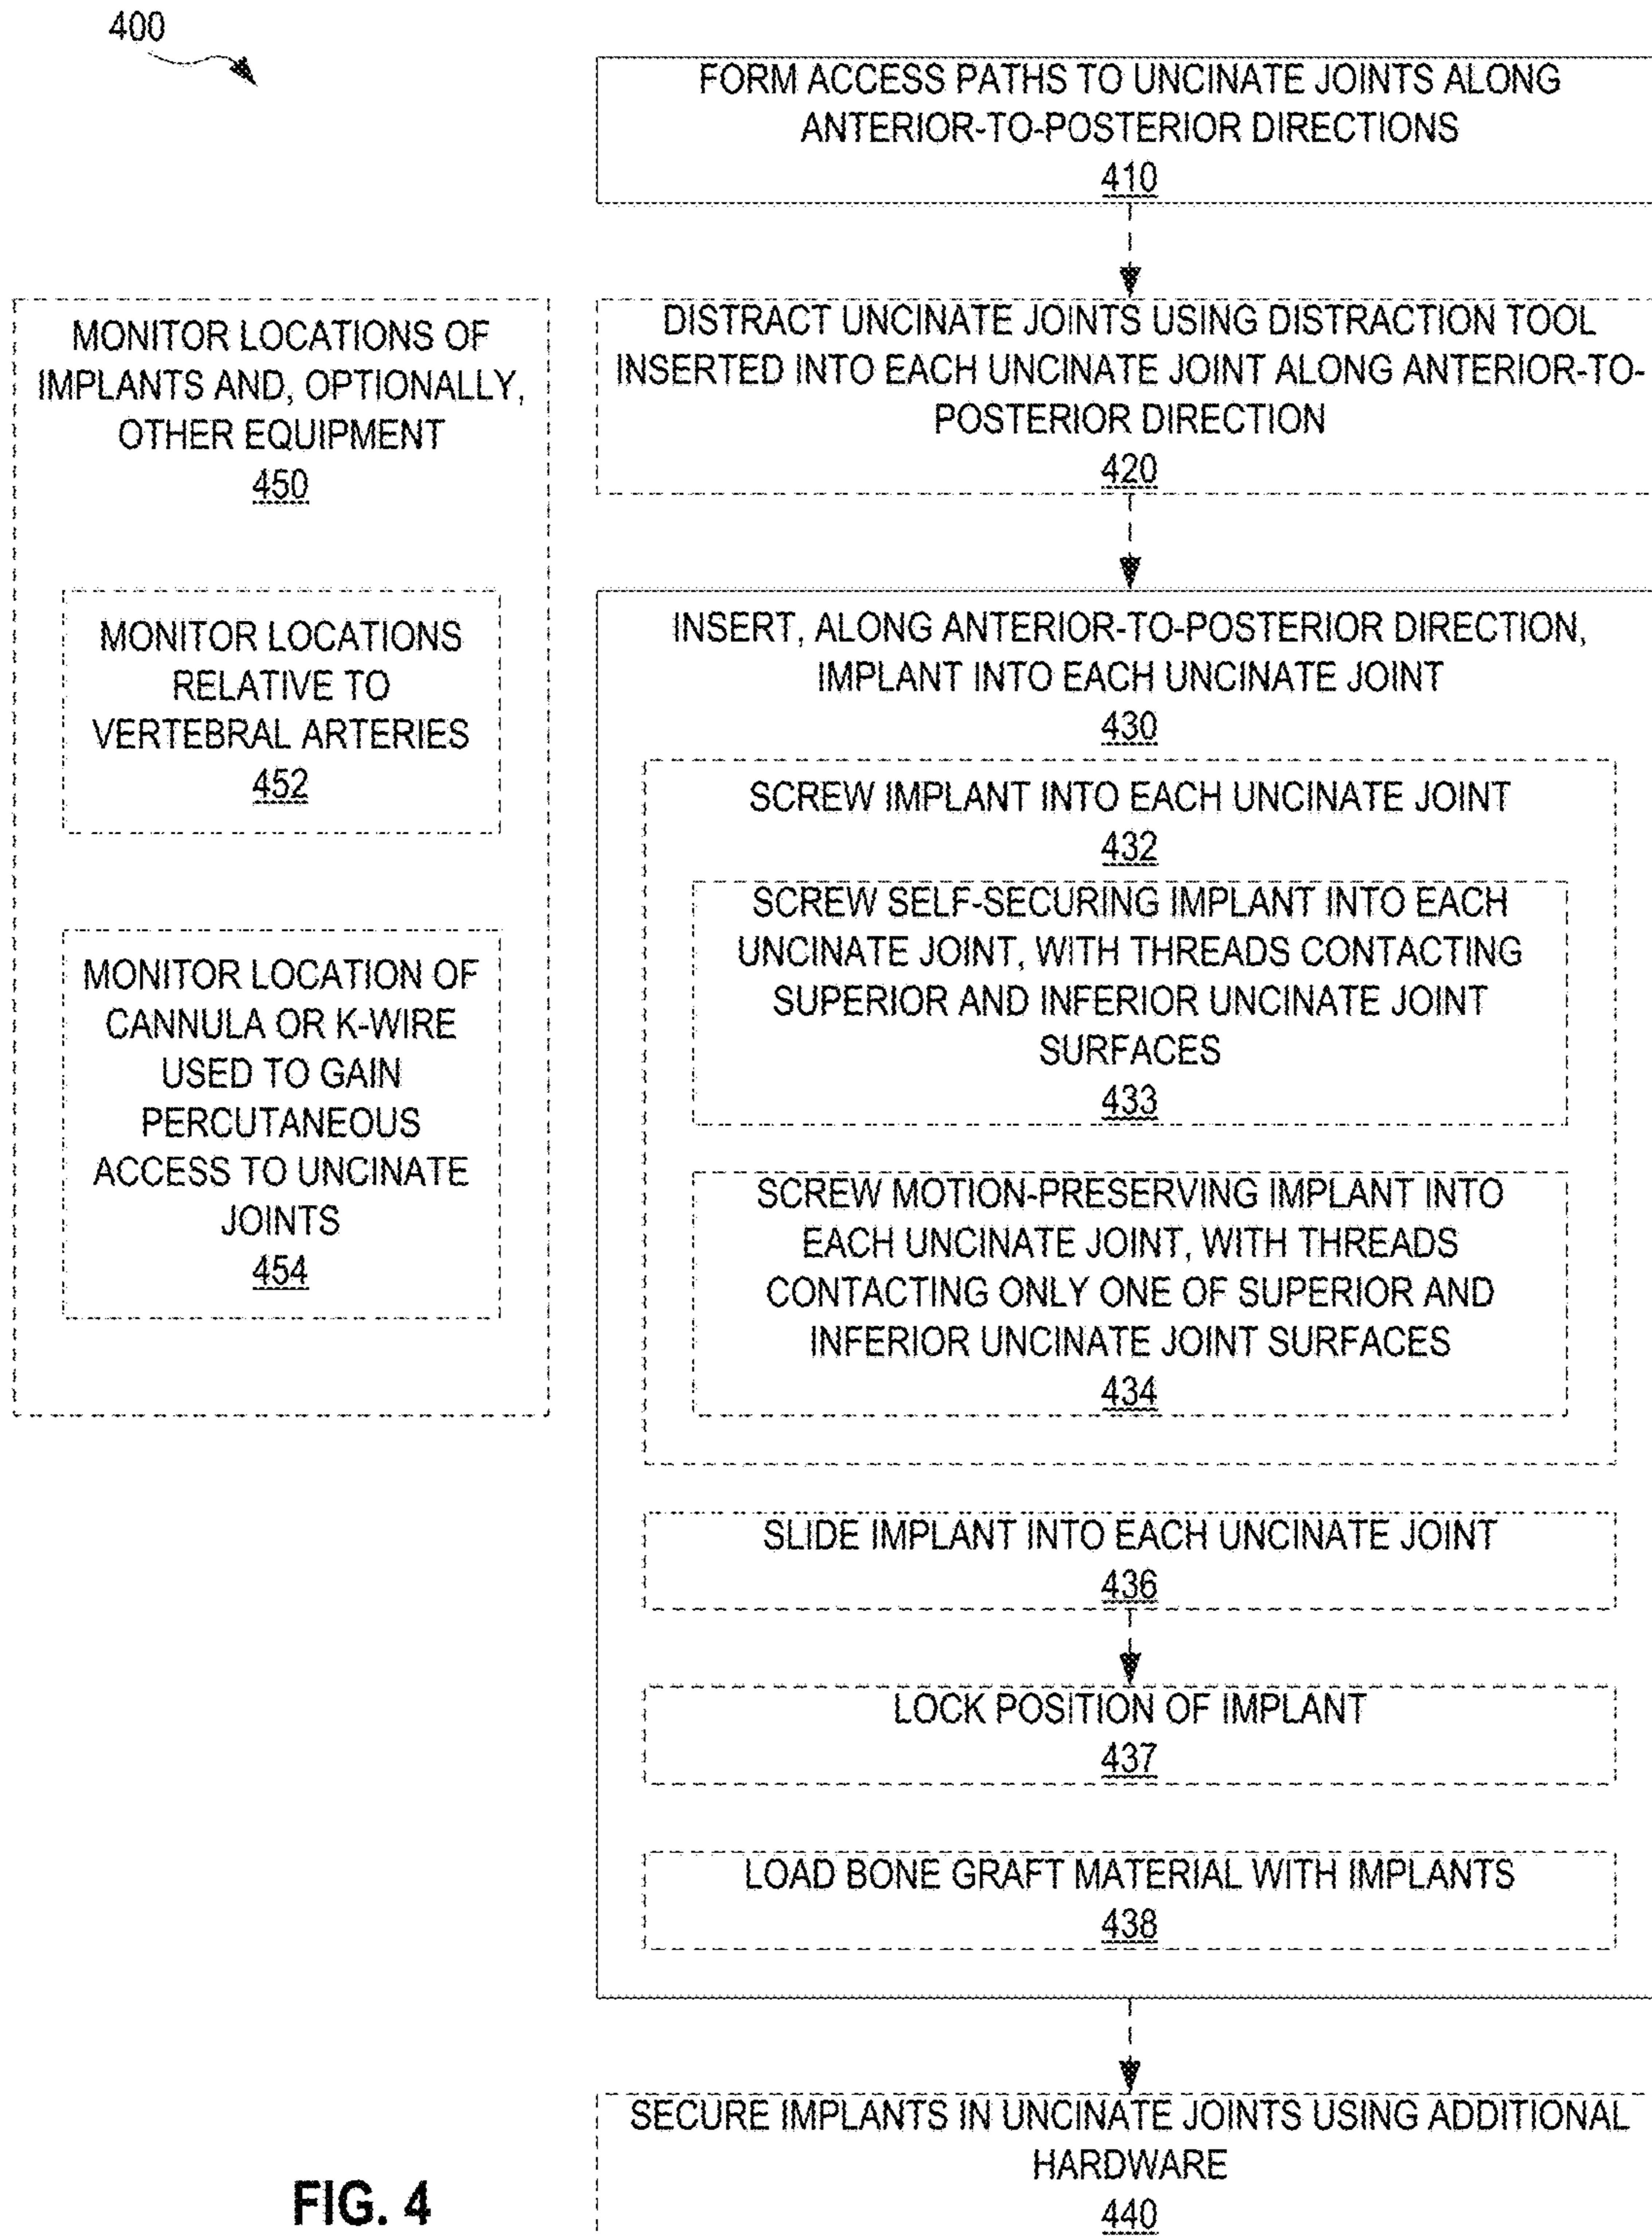 400
FORM ACCESS PATHS TO UNCINATE JOINTS ALONG
ANTERIOR-TO-POSTERIOR DIRECTIONS
410
MONITOR LOCATIONS OF
IMPLANTS AND, OPTIONALLY,
OTHER EQUIPMENT
450
MONITOR LOCATIONS
RELATIVE TO
VERTEBRAL ARTERIES
452
MONITOR LOCATION OF
CANNULA OR K-WIRE
USED TO GAIN
PERCUTANEOUS
ACCESS TO UNCINATE
JOINTS
454
DISTRACT UNCINATE JOINTS USING DISTRACTION TOOL
INSERTED INTO EACH UNCINATE JOINT ALONG ANTERIOR-TO-
POSTERIOR DIRECTION
420
INSERT, ALONG ANTERIOR-TO-POSTERIOR DIRECTION,
IMPLANT INTO EACH UNCINATE JOINT
430
SCREW IMPLANT INTO EACH UNCINATE JOINT
432
SCREW SELF-SECURING IMPLANT INTO EACH
UNCINATE JOINT, WITH THREADS CONTACTING
SUPERIOR AND INFERIOR UNCINATE JOINT
SURFACES
433
SCREW MOTION-PRESERVING IMPLANT INTO
EACH UNCINATE JOINT, WITH THREADS
CONTACTING ONLY ONE OF SUPERIOR AND
INFERIOR UNCINATE JOINT SURFACES
434
SLIDE IMPLANT INTO EACH UNCINATE JOINT
436
LOCK POSITION OF IMPLANT
437
LOAD BONE GRAFT MATERIAL WITH IMPLANTS
438
SECURE IMPLANTS IN UNCINATE JOINTS USING ADDITIONAL
HARDWARE
440
FIG. 4